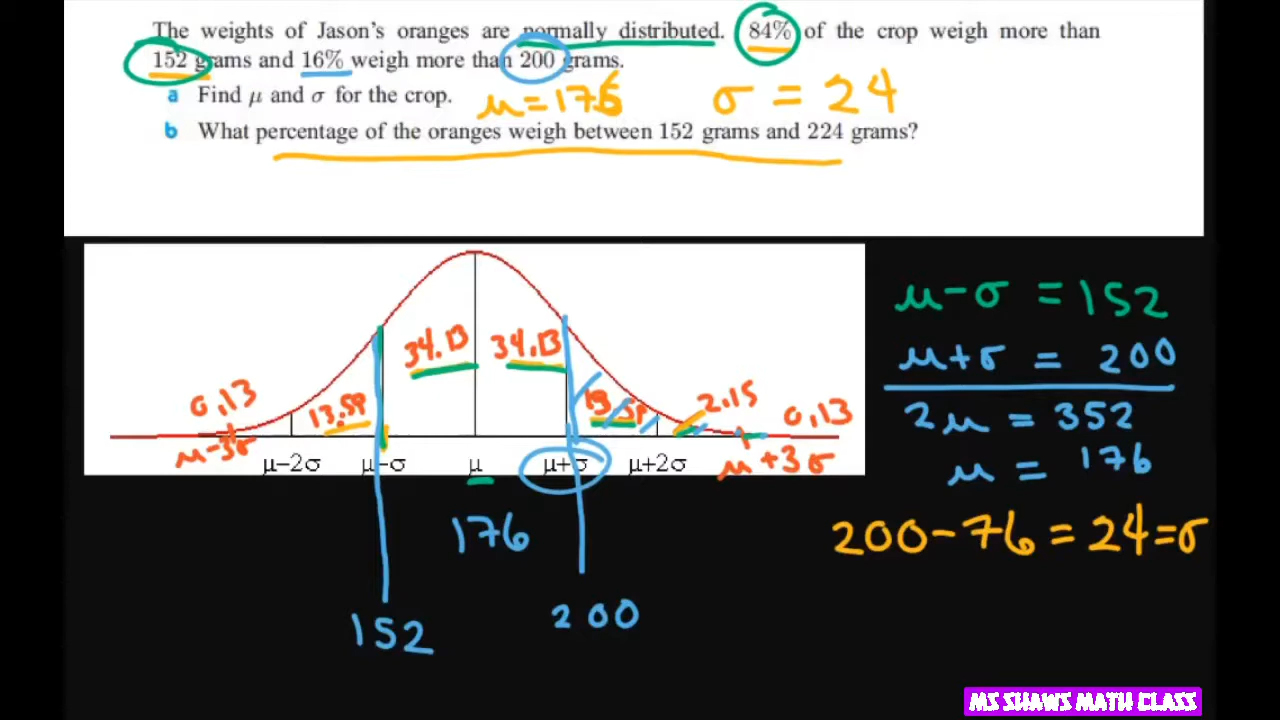 The weights of Jason's oranges are normally distributed. 84% of the crop weigh more than
152 grams and 16% weigh more than 200 grams.
a Find μ and σ for the crop. μ=176 σ = 24
b What percentage of the oranges weigh between 152 grams and 224 grams?
μ-σ = 152
μ+σ = 200
2μ = 352
μ = 176
200-76 = 24=σ
34.13 34.13
0.13 13.59 13.59 2.15 0.13
μ-3σ μ−2σ μ−σ μ μ+σ μ+2σ μ+3σ
176
152 200
MS SHAWS MATH CLASS